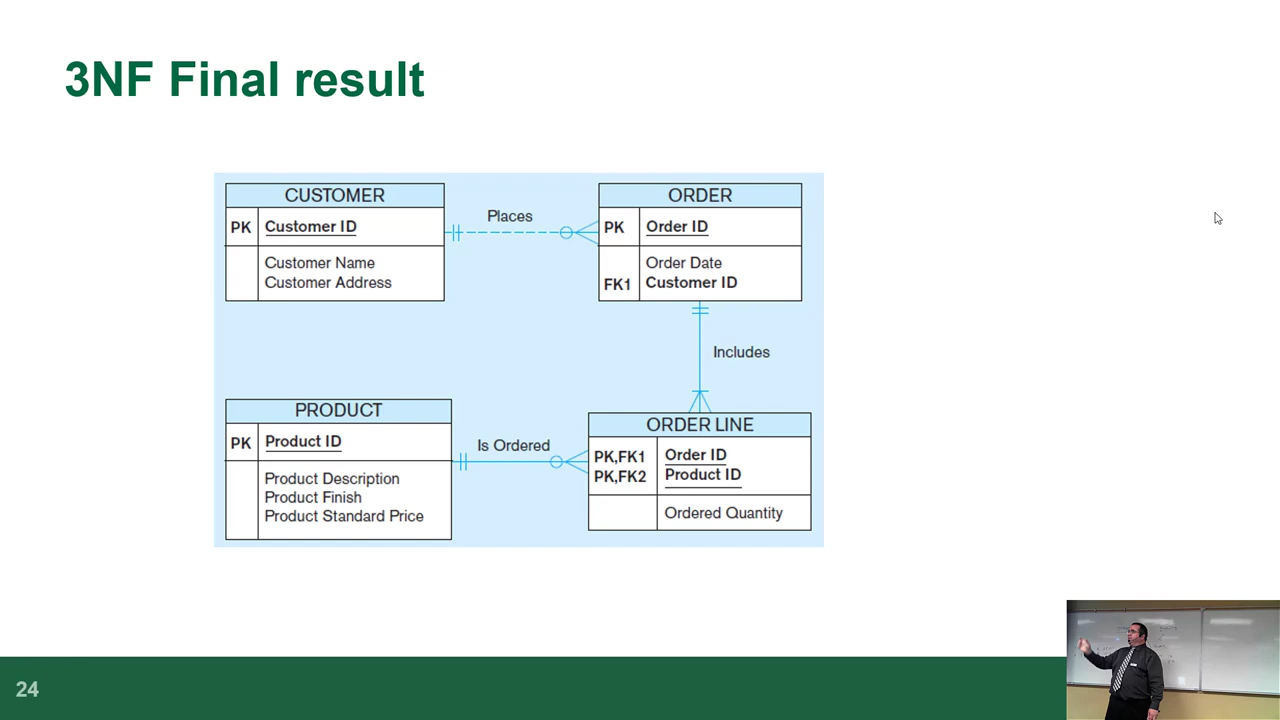 3NF Final result
CUSTOMER
PK Customer ID
Customer Name
Customer Address
Places
ORDER
PK Order ID
Order Date
FK1 Customer ID
Includes
PRODUCT
PK Product ID
Product Description
Product Finish
Product Standard Price
Is Ordered
ORDER LINE
PK,FK1 Order ID
PK,FK2 Product ID
Ordered Quantity
24